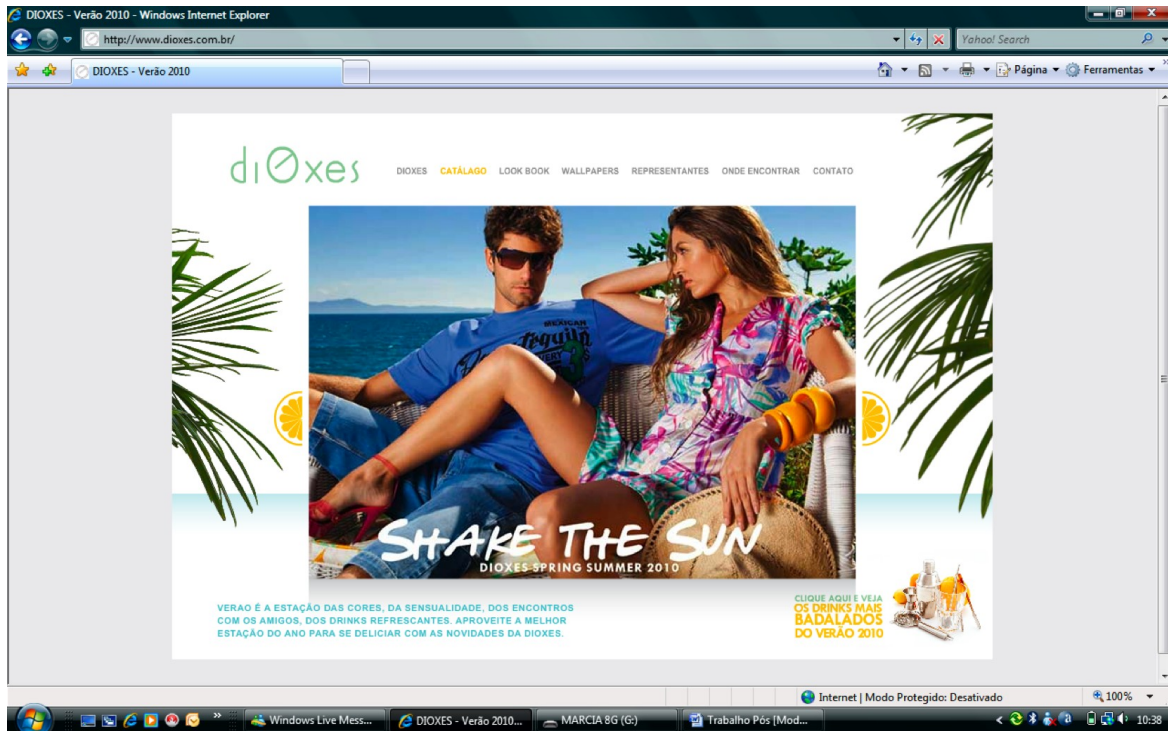 DIOXES - Verão 2010 - Windows Internet Explorer
http://www.dioxes.com.br/
Yahoo! Search
DIOXES - Verão 2010
Página
Ferramentas
diOxes
DIOXES CATÁLAGO LOOK BOOK WALLPAPERS REPRESENTANTES ONDE ENCONTRAR CONTATO
MEXICAN
Tequila
3
SHAKE THE SUN
DIOXES SPRING SUMMER 2010
VERAO É A ESTAÇÃO DAS CORES, DA SENSUALIDADE, DOS ENCONTROS
COM OS AMIGOS, DOS DRINKS REFRESCANTES. APROVEITE A MELHOR
ESTAÇÃO DO ANO PARA SE DELICIAR COM AS NOVIDADES DA DIOXES.
CLIQUE AQUI E VEJA
OS DRINKS MAIS
BADALADOS
DO VERÃO 2010
Internet | Modo Protegido: Desativado
100%
Windows Live Mess...
DIOXES - Verão 2010...
MARCIA 8G (G:)
Trabalho Pós [Mod...
10:38